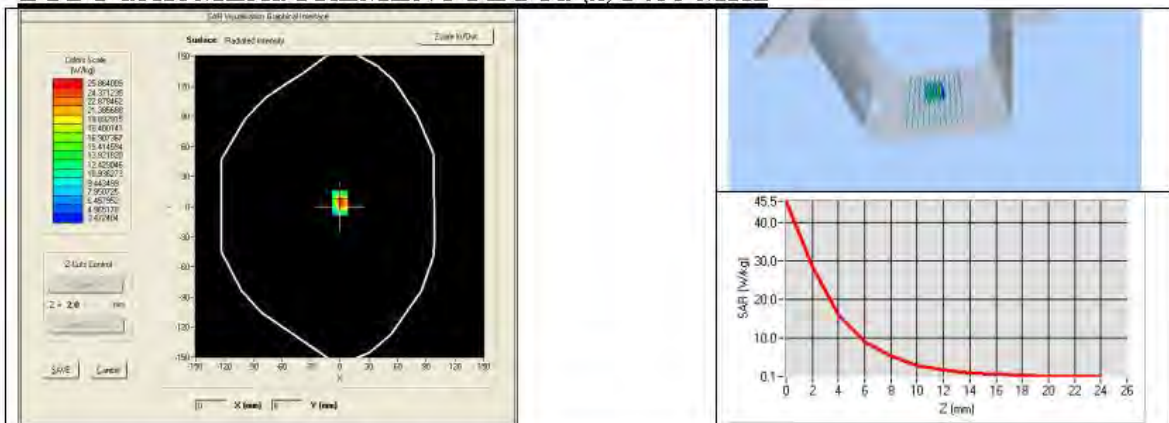 SAR Visualisation Graphical Interface
Surface Radiated Intensity
Zoom In/Out
Colors Scale
(W/kg)
25.864005
24.371239
22.878462
21.385688
18.400141
16.907367
15.414594
13.921820
12.429046
10.936273
9.443499
7.950725
6.457952
4.965178
3.472404
150
120
90
60
30
0
-30
-60
-90
-120
-150
-150 -120 -90 -60 -30 0 30 60 90 120 150
X
Z Cuts Control
Z = 2.0 mm
SAVE
Cancel
X (mm)
Y (mm)
SAR (W/kg)
45.5
40.0
30.0
20.0
10.0
0.1
0 2 4 6 8 10 12 14 16 18 20 22 24 26
Z (mm)